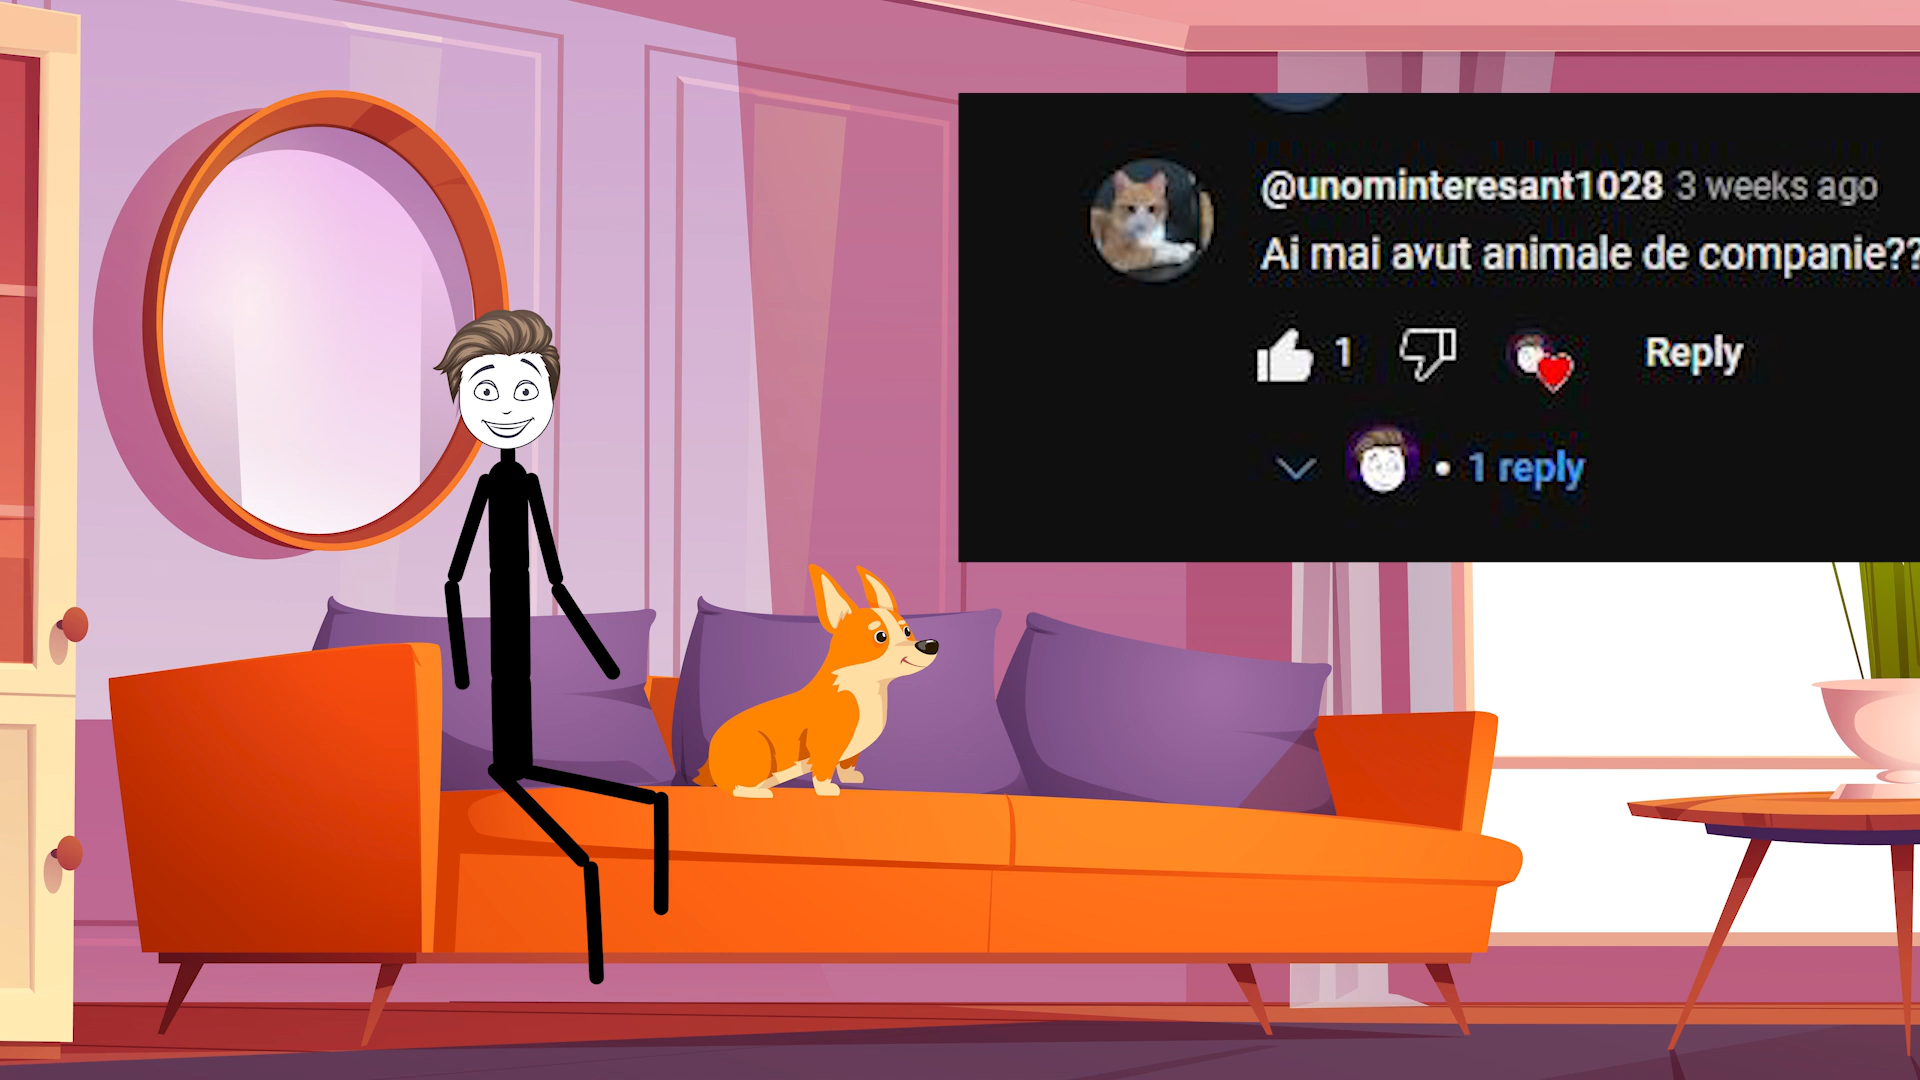 @unominteresant1028 3 weeks ago
Ai mai avut animale de companie??
1
Reply
• 1 reply